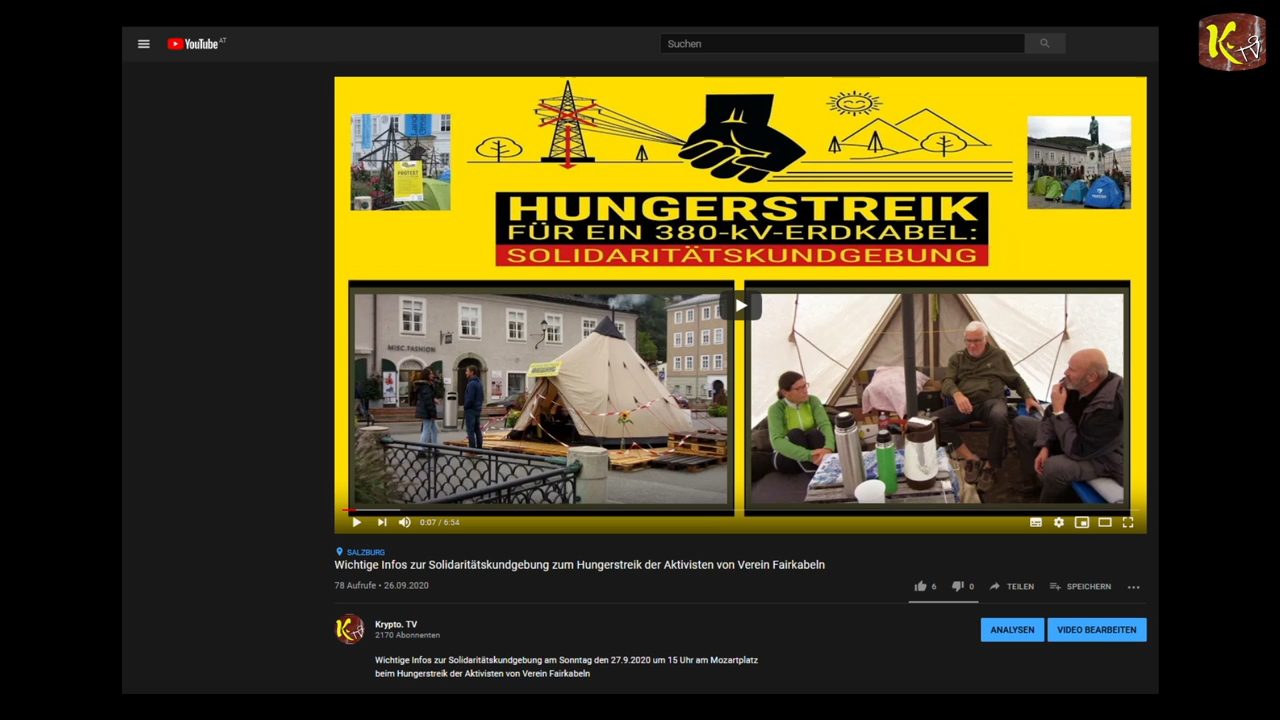 YouTube AT
Suchen
K TV
PROTEST
HUNGERSTREIK
FÜR EIN 380-kV-ERDKABEL:
SOLIDARITÄTSKUNDGEBUNG
MISC.FASHION
0:07 / 6:54
SALZBURG
Wichtige Infos zur Solidaritätskundgebung zum Hungerstreik der Aktivisten von Verein Fairkabeln
78 Aufrufe • 26.09.2020
6 0 TEILEN SPEICHERN
K TV
Krypto. TV
2170 Abonnenten
ANALYSEN VIDEO BEARBEITEN
Wichtige Infos zur Solidaritätskundgebung am Sonntag den 27.9.2020 um 15 Uhr am Mozartplatz
beim Hungerstreik der Aktivisten von Verein Fairkabeln